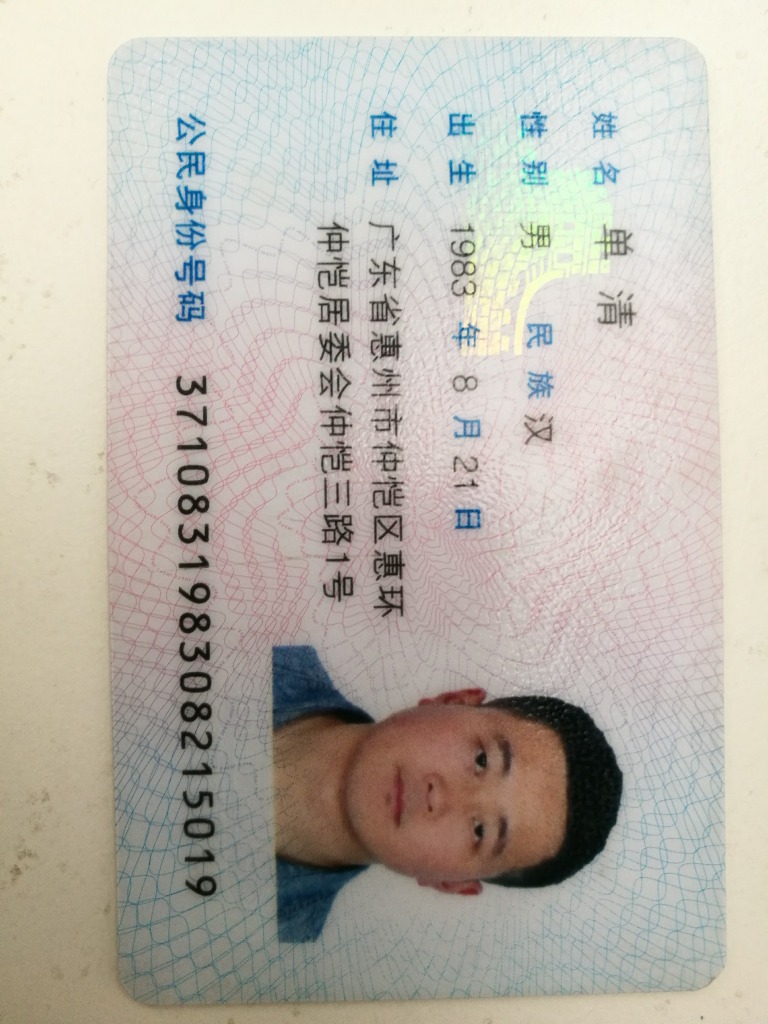 姓名 单清
性别 男 民族 汉
出生 1983 年 8 月 21 日
住址 广东省惠州市仲恺区惠环
仲恺居委会仲恺三路1号
公民身份号码 371083198308215019